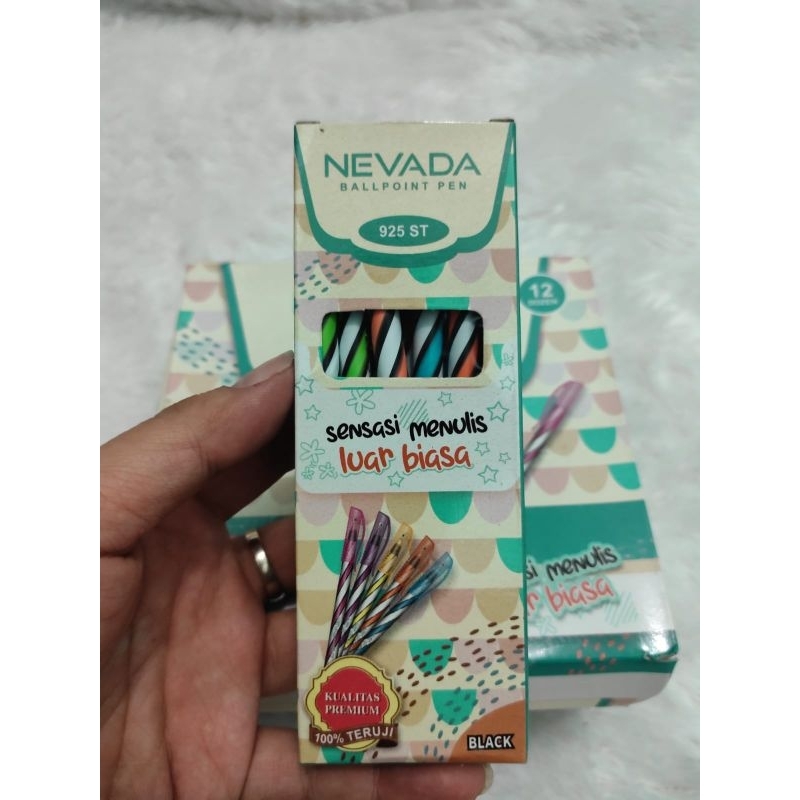 NEVADA
BALLPOINT PEN
925 ST
12
sensasi menulis
luar biasa
si menulis
r biasa
KUALITAS
PREMIUM
100% TERUJI
BLACK